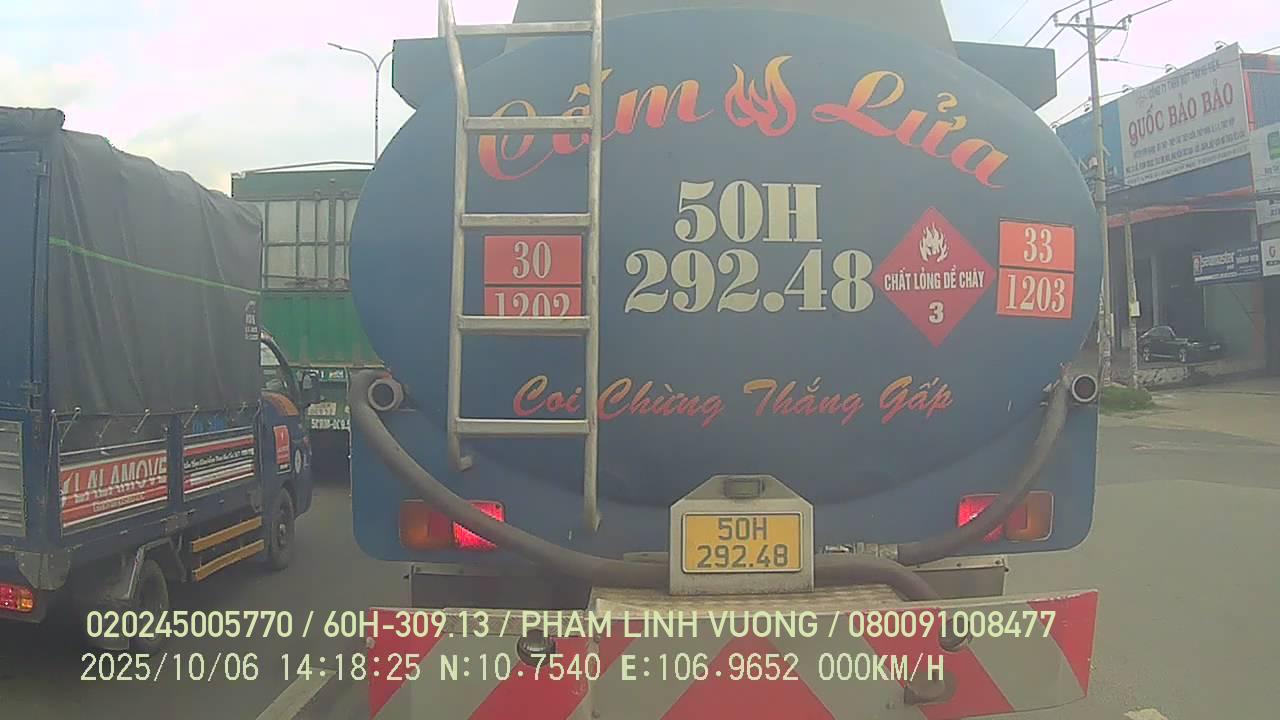 Cấm Lửa
50H
292.48
30
1202
CHẤT LỎNG DỄ CHÁY
3
33
1203
Coi Chừng Thắng Gấp
50H
292.48
QUỐC BẢO BẢO
LALAMOVE
020245005770 / 60H-309.13 / PHAM LINH VUONG / 080091008477
2025/10/06 14:18:25 N:10.7540 E:106.9652 000KM/H